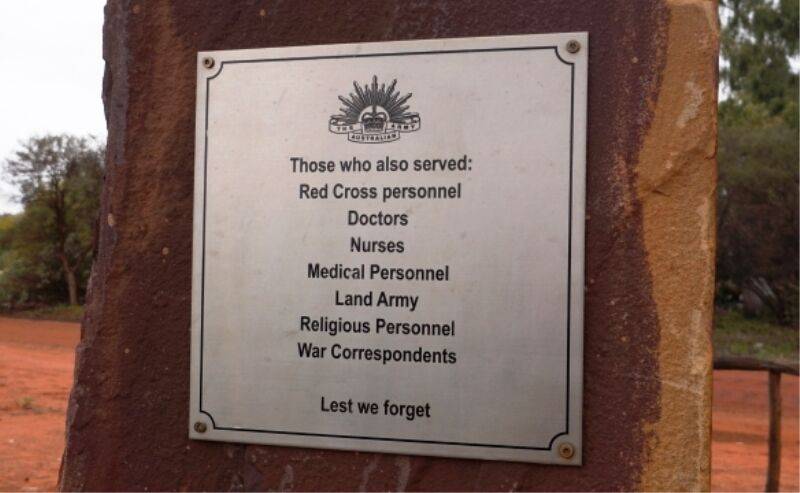 THE ARMY
AUSTRALIAN
Those who also served:
Red Cross personnel
Doctors
Nurses
Medical Personnel
Land Army
Religious Personnel
War Correspondents
Lest we forget